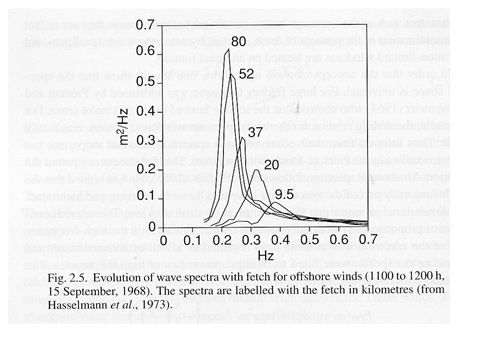 0.7
0.6
0.5
0.4
0.3
0.2
0.1
0
m²/Hz
80
52
37
20
9.5
0 0.1 0.2 0.3 0.4 0.5 0.6 0.7
Hz
Fig. 2.5. Evolution of wave spectra with fetch for offshore winds (1100 to 1200 h,
15 September, 1968). The spectra are labelled with the fetch in kilometres (from
Hasselmann et al., 1973).